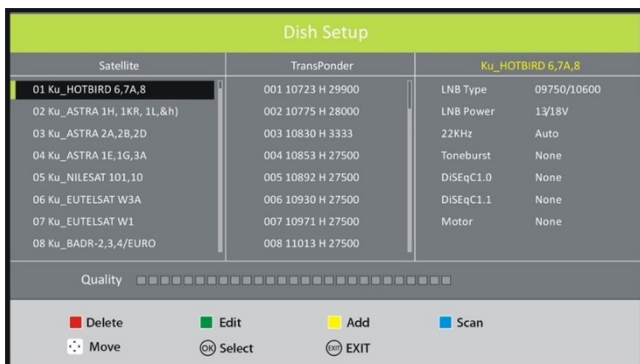 Dish Setup
Satellite
TransPonder
Ku_HOTBIRD 6,7A,8
01 Ku_HOTBIRD 6,7A,8
02 Ku_ASTRA 1H, 1KR, 1L,&h)
03 Ku_ASTRA 2A,2B,2D
04 Ku_ASTRA 1E,1G,3A
05 Ku_NILESAT 101,10
06 Ku_EUTELSAT W3A
07 Ku_EUTELSAT W1
08 Ku_BADR-2,3,4/EURO
001 10723 H 29900
002 10775 H 28000
003 10830 H 3333
004 10853 H 27500
005 10892 H 27500
006 10930 H 27500
007 10971 H 27500
008 11013 H 27500
LNB Type 09750/10600
LNB Power 13/18V
22KHz Auto
Toneburst None
DiSEqC1.0 None
DiSEqC1.1 None
Motor None
Quality
Delete Edit Add Scan
Move OK Select EXIT EXIT